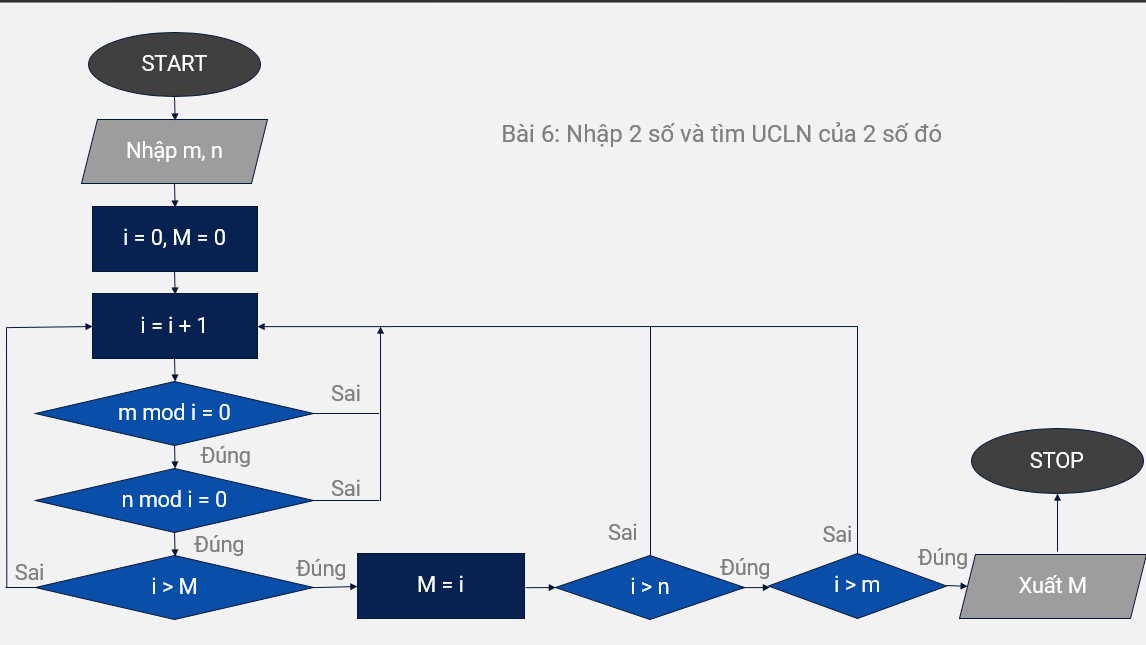 START
Bài 6: Nhập 2 số và tìm UCLN của 2 số đó
Nhập m, n
i = 0, M = 0
i = i + 1
m mod i = 0
Sai
Đúng
n mod i = 0
Sai
Đúng
i > M
Sai
Đúng
M = i
i > n
Sai
Đúng
i > m
Sai
Đúng
Xuất M
STOP